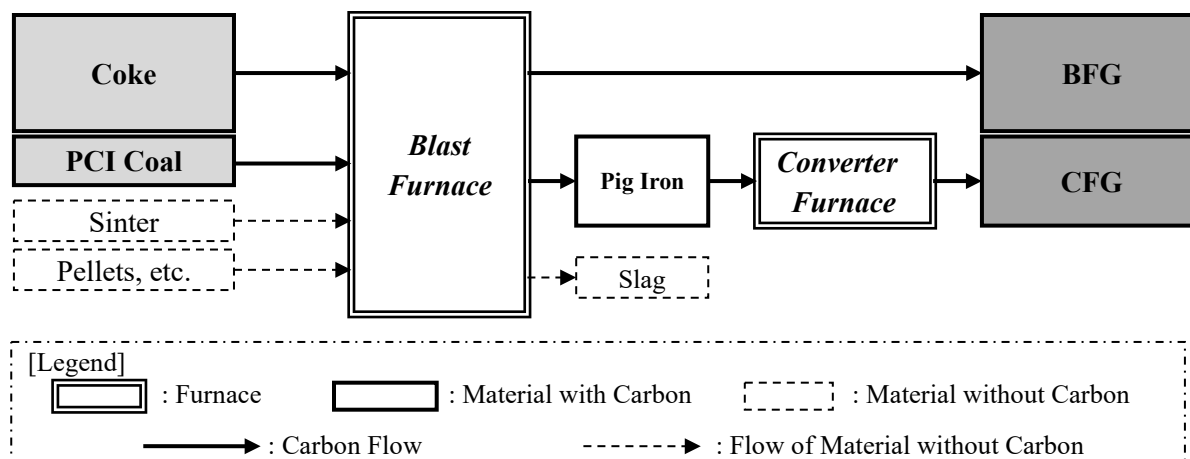 Coke
PCI Coal
Sinter
Pellets, etc.
Blast
Furnace
Pig Iron
Slag
Converter
Furnace
BFG
CFG
[Legend]
: Furnace
: Material with Carbon
: Material without Carbon
: Carbon Flow
: Flow of Material without Carbon